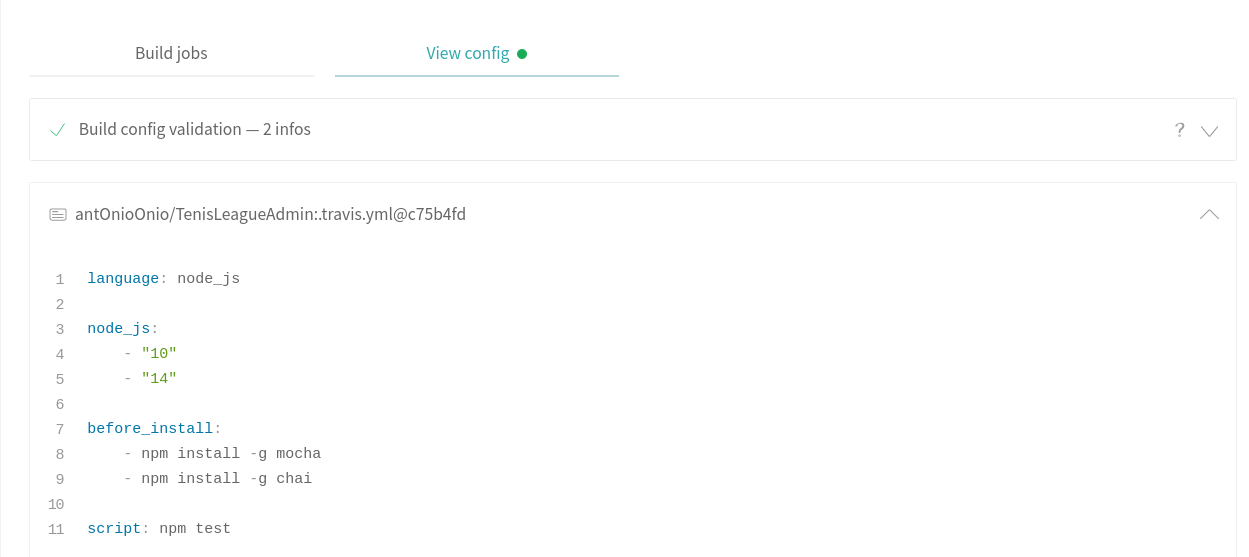 Build jobs View config
Build config validation — 2 infos ?
antOnioOnio/TenisLeagueAdmin:.travis.yml@c75b4fd
1 language: node_js
2
3 node_js:
4     - "10"
5     - "14"
6
7 before_install:
8     - npm install -g mocha
9     - npm install -g chai
10
11 script: npm test